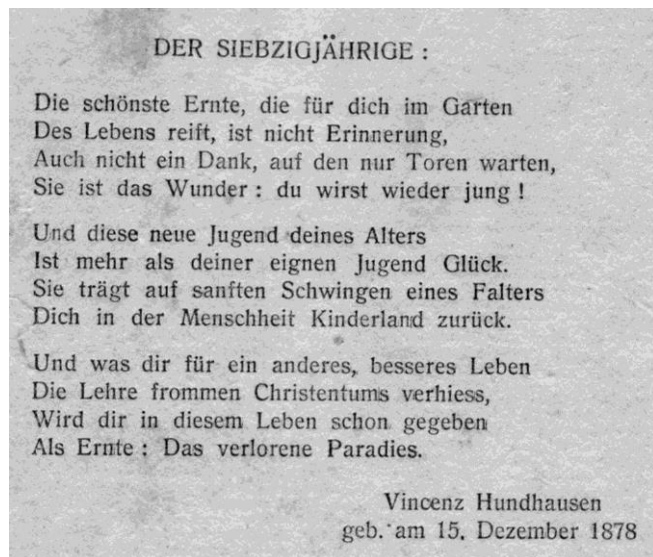 DER SIEBZIGJÄHRIGE :
Die schönste Ernte, die für dich im Garten
Des Lebens reift, ist nicht Erinnerung,
Auch nicht ein Dank, auf den nur Toren warten,
Sie ist das Wunder : du wirst wieder jung !
Und diese neue Jugend deines Alters
Ist mehr als deiner eignen Jugend Glück.
Sie trägt auf sanften Schwingen eines Falters
Dich in der Menschheit Kinderland zurück.
Und was dir für ein anderes, besseres Leben
Die Lehre frommen Christentums verhiess,
Wird dir in diesem Leben schon gegeben
Als Ernte : Das verlorene Paradies.
Vincenz Hundhausen
geb. am 15. Dezember 1878